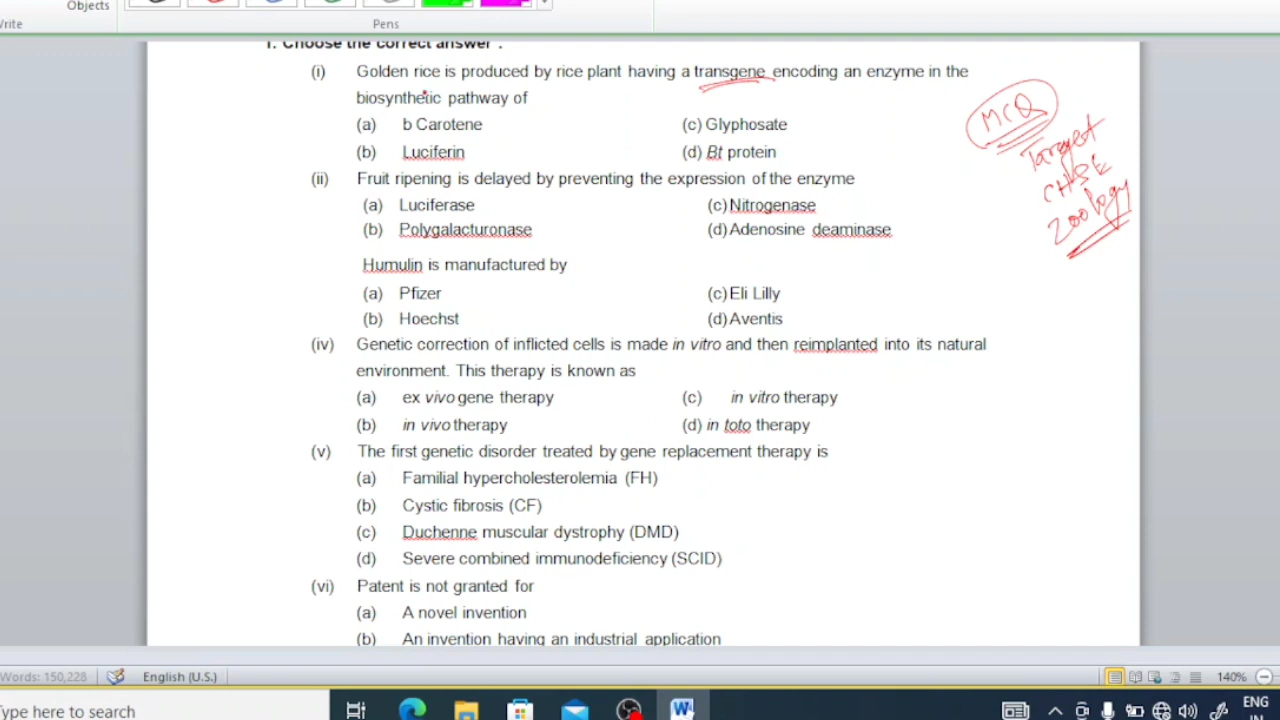 Objects
Write
Pens
1. Choose the correct answer :
(i) Golden rice is produced by rice plant having a transgene encoding an enzyme in the
biosynthetic pathway of
(a) b Carotene (c) Glyphosate
(b) Luciferin (d) Bt protein
(ii) Fruit ripening is delayed by preventing the expression of the enzyme
(a) Luciferase (c) Nitrogenase
(b) Polygalacturonase (d) Adenosine deaminase
Humulin is manufactured by
(a) Pfizer (c) Eli Lilly
(b) Hoechst (d) Aventis
(iv) Genetic correction of inflicted cells is made in vitro and then reimplanted into its natural
environment. This therapy is known as
(a) ex vivo gene therapy (c) in vitro therapy
(b) in vivo therapy (d) in toto therapy
(v) The first genetic disorder treated by gene replacement therapy is
(a) Familial hypercholesterolemia (FH)
(b) Cystic fibrosis (CF)
(c) Duchenne muscular dystrophy (DMD)
(d) Severe combined immunodeficiency (SCID)
(vi) Patent is not granted for
(a) A novel invention
(b) An invention having an industrial application
MCQ
Target
CHSE
Zoology
Words: 150,228 English (U.S.) 140%
Type here to search
ENG
IN